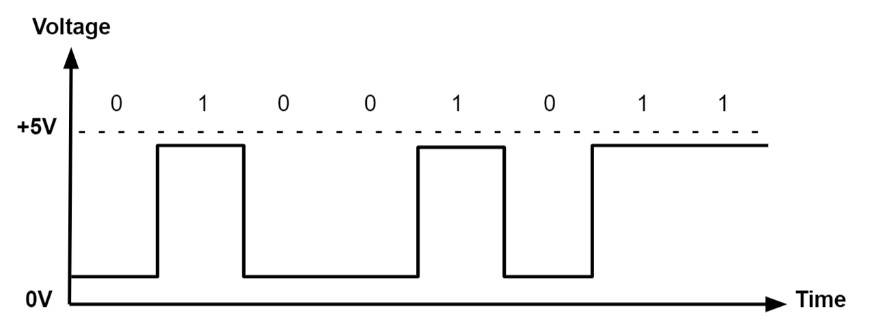 Voltage
0 1 0 0 1 0 1 1
+5V
0V
Time